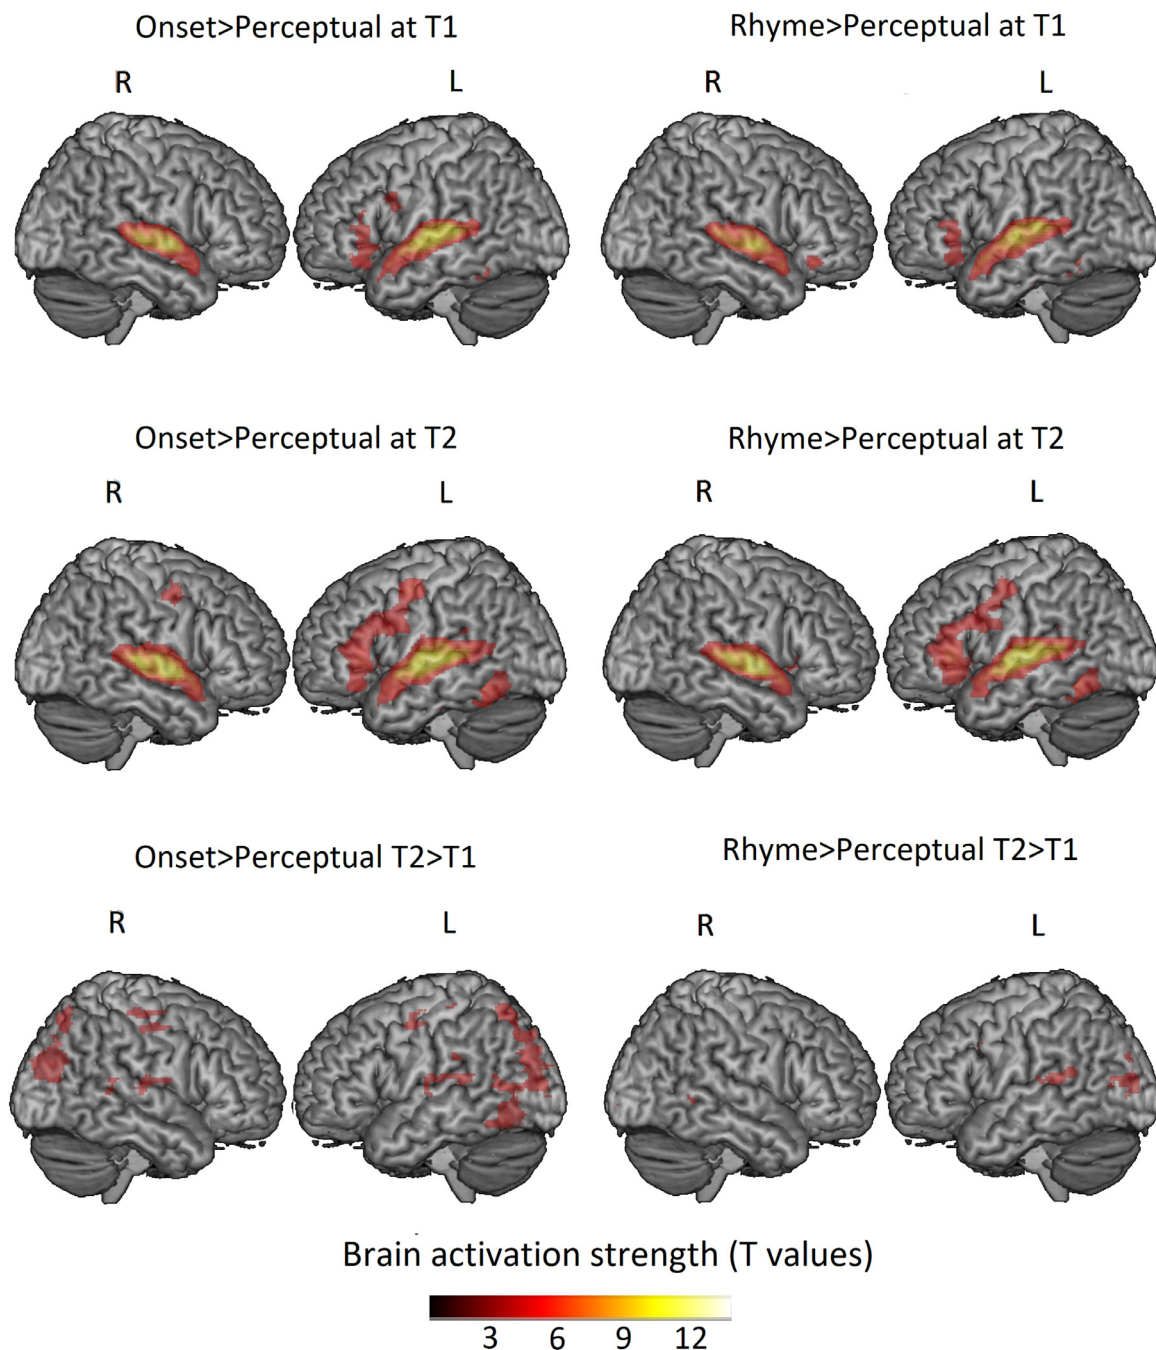 Onset>Perceptual at T1
Rhyme>Perceptual at T1
R
L
R
L
Onset>Perceptual at T2
Rhyme>Perceptual at T2
R
L
R
L
Onset>Perceptual T2>T1
Rhyme>Perceptual T2>T1
R
L
R
L
Brain activation strength (T values)
3 6 9 12